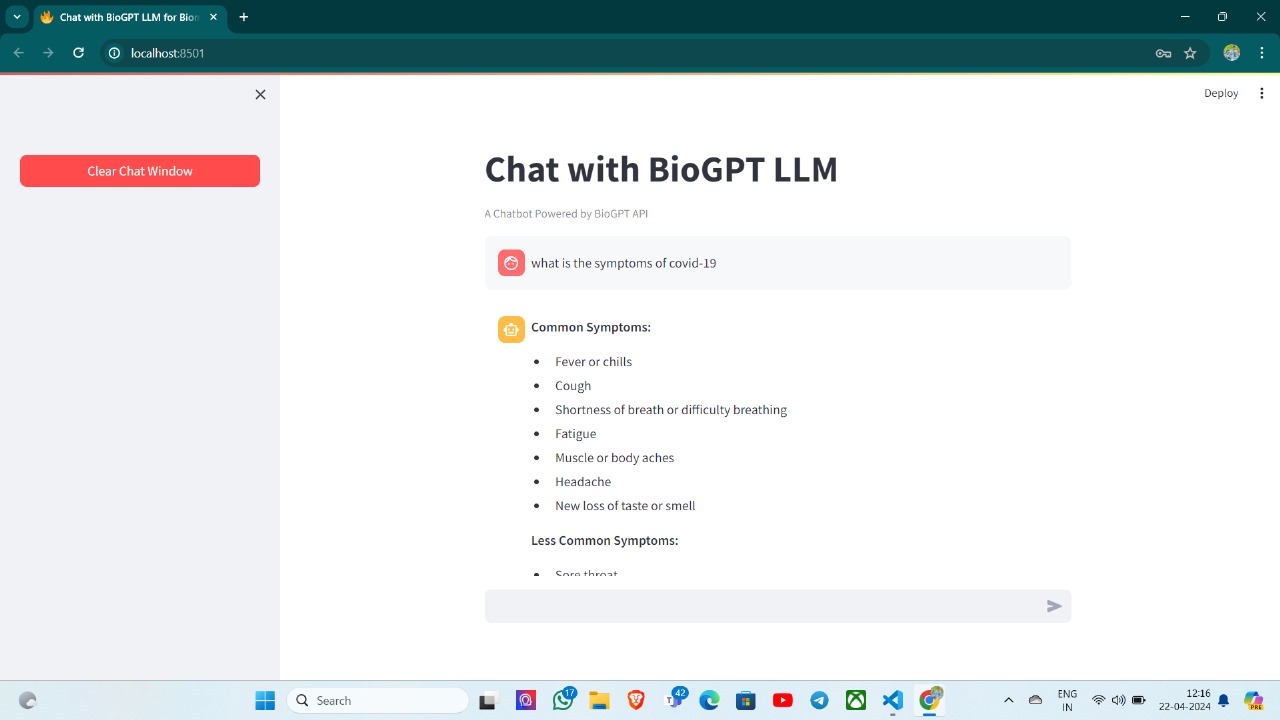 Chat with BioGPT LLM for Bion
localhost:8501
Deploy
Clear Chat Window
Chat with BioGPT LLM
A Chatbot Powered by BioGPT API
what is the symptoms of covid-19
Common Symptoms:
Fever or chills
Cough
Shortness of breath or difficulty breathing
Fatigue
Muscle or body aches
Headache
New loss of taste or smell
Less Common Symptoms:
Sore throat
Search
17
42
ENG
IN
12:16
22-04-2024
PRE